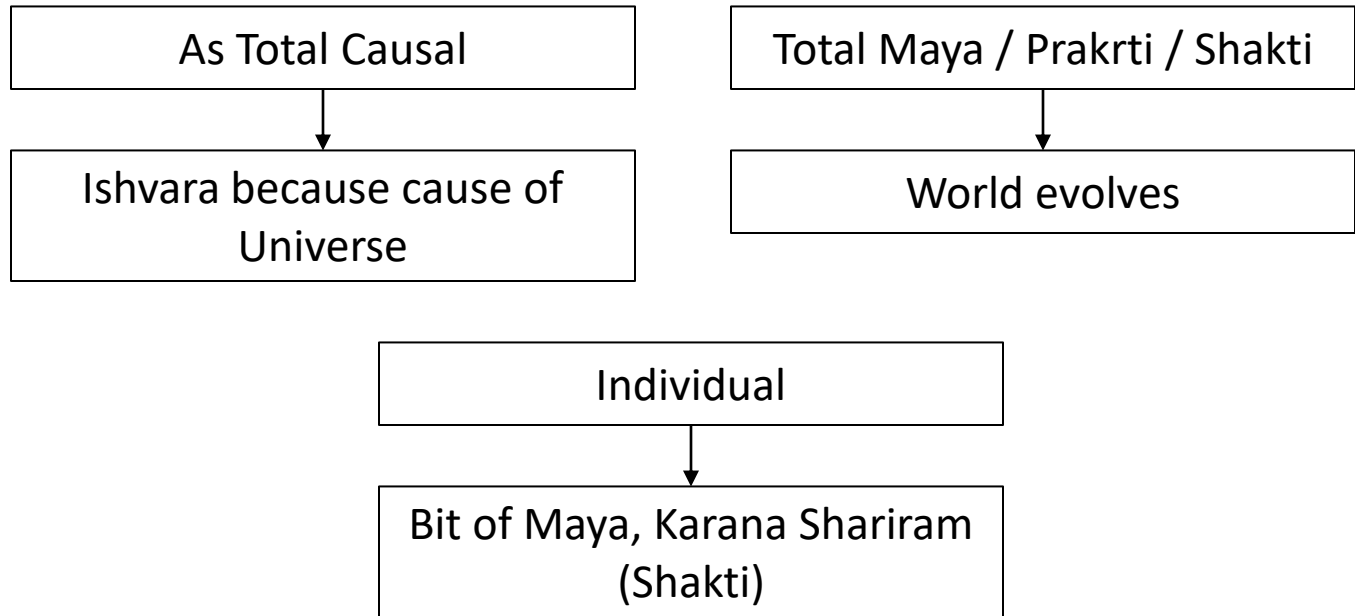 As Total Causal
Total Maya / Prakrti / Shakti
Ishvara because cause of
Universe
World evolves
Individual
Bit of Maya, Karana Shariram
(Shakti)